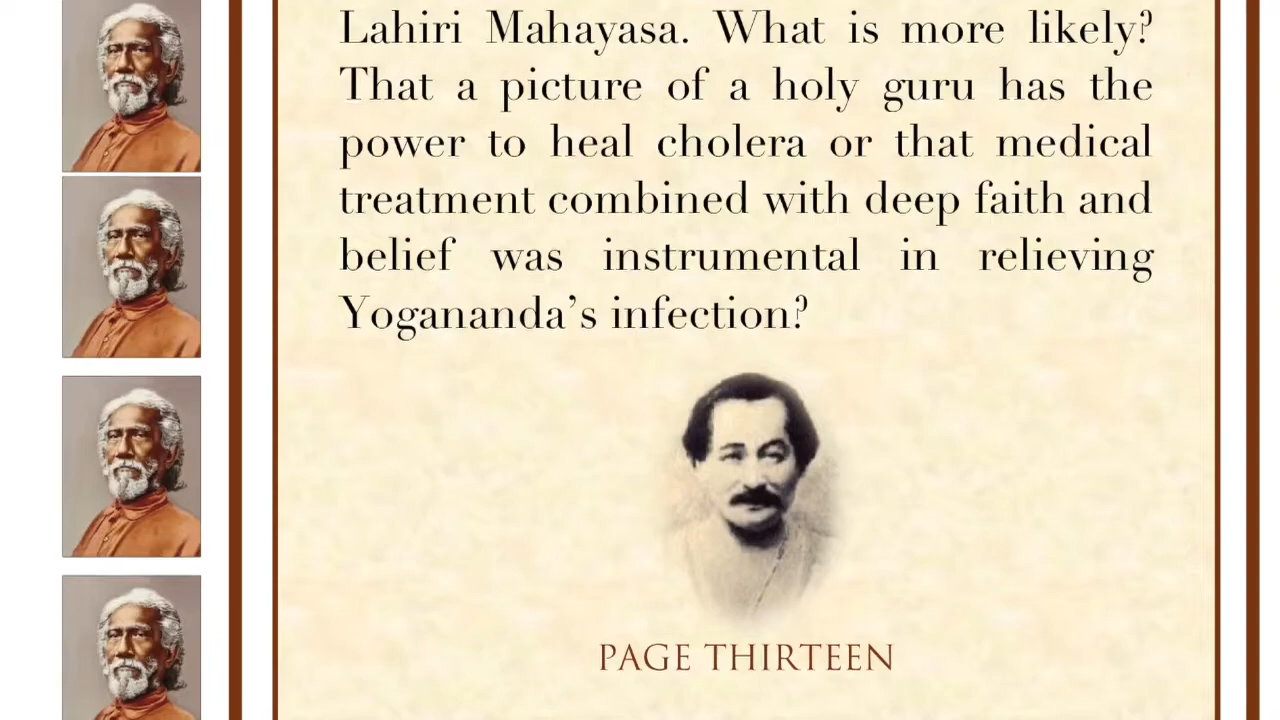 Lahiri Mahayasa. What is more likely?
That a picture of a holy guru has the
power to heal cholera or that medical
treatment combined with deep faith and
belief was instrumental in relieving
Yogananda’s infection?
PAGE THIRTEEN